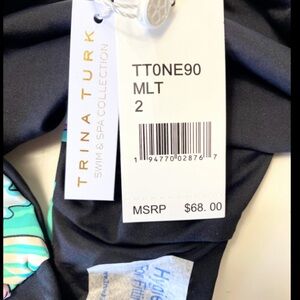 TRINA TURK
SWIM & SPA COLLECTION
TT0NE90
MLT
2
1 94770 02876 7
MSRP $68.00